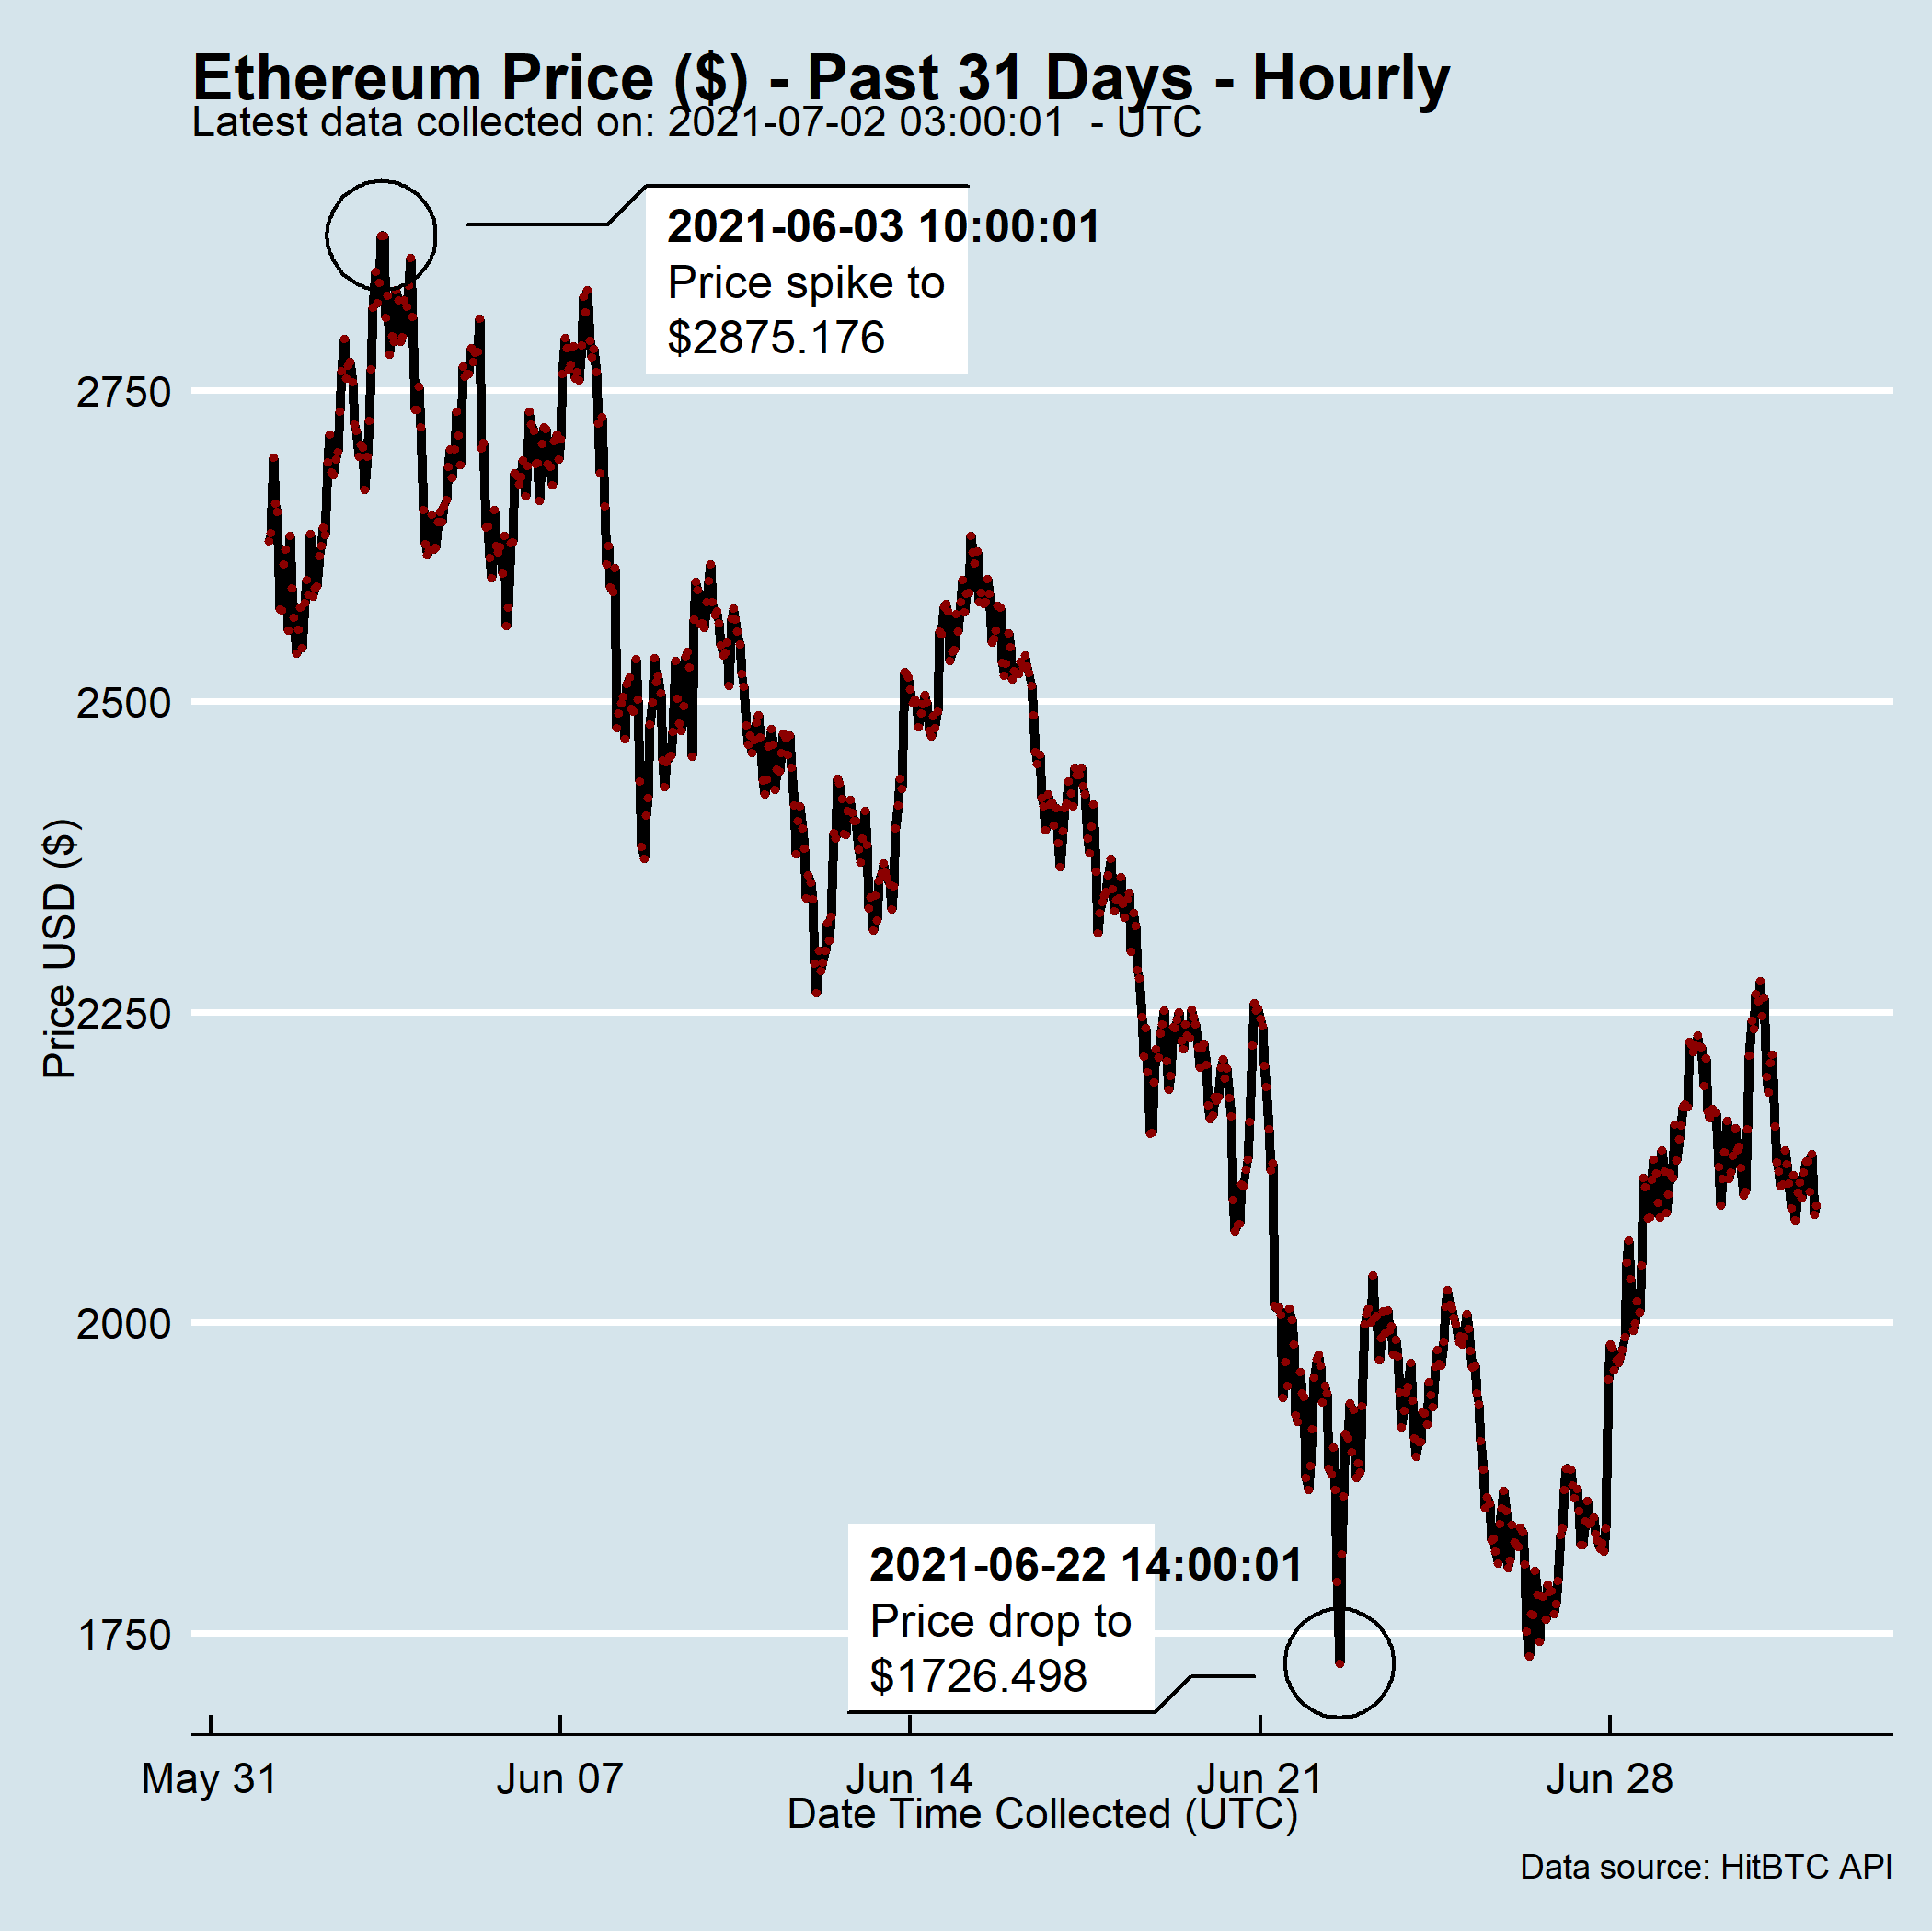 Ethereum Price ($) - Past 31 Days - Hourly
Latest data collected on: 2021-07-02 03:00:01  - UTC
2021-06-03 10:00:01
Price spike to
$2875.176
2750
2500
2250
2000
1750
Price USD ($)
2021-06-22 14:00:01
Price drop to
$1726.498
May 31
Jun 07
Jun 14
Jun 21
Jun 28
Date Time Collected (UTC)
Data source: HitBTC API